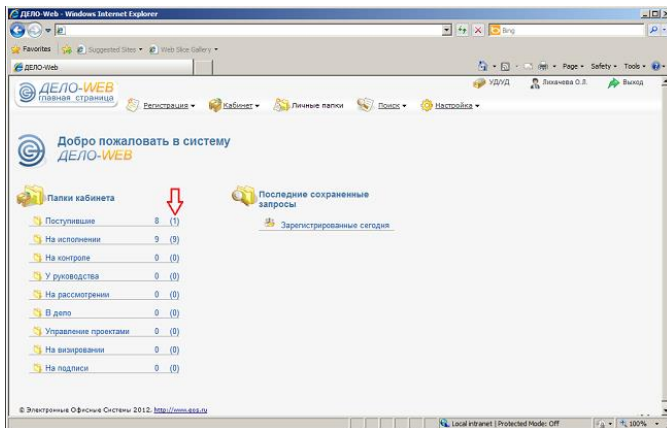 ДЕЛО-Web - Windows Internet Explorer
Bing
Favorites Suggested Sites Web Slice Gallery
ДЕЛО-Web
Page Safety Tools
ДЕЛО-WEB
главная страница
УД/УД Лихачева О.Л. Выход
Регистрация Кабинет Личные папки Поиск Настройка
Добро пожаловать в систему
ДЕЛО-WEB
Папки кабинета
Последние сохраненные
запросы
Поступившие 8 (1)
Зарегистрированные сегодня
На исполнении 9 (9)
На контроле 0 (0)
У руководства 0 (0)
На рассмотрении 0 (0)
В дело 0 (0)
Управление проектами 0 (0)
На визировании 0 (0)
На подписи 0 (0)
© Электронные Офисные Системы 2012, http://www.eos.ru
Local intranet | Protected Mode: Off 100%